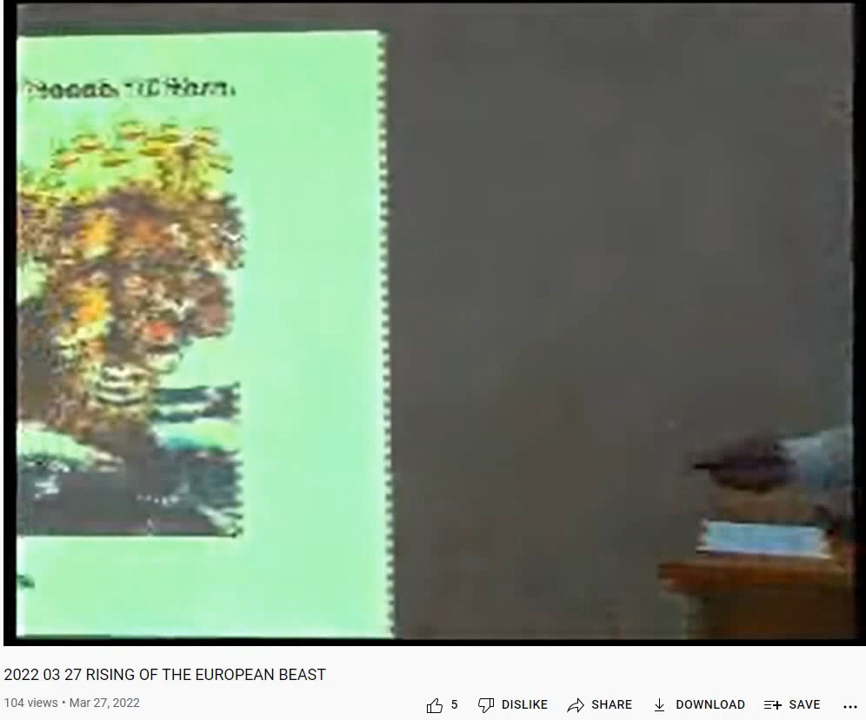 2022 03 27 RISING OF THE EUROPEAN BEAST
104 views • Mar 27, 2022
5 DISLIKE SHARE DOWNLOAD SAVE ...